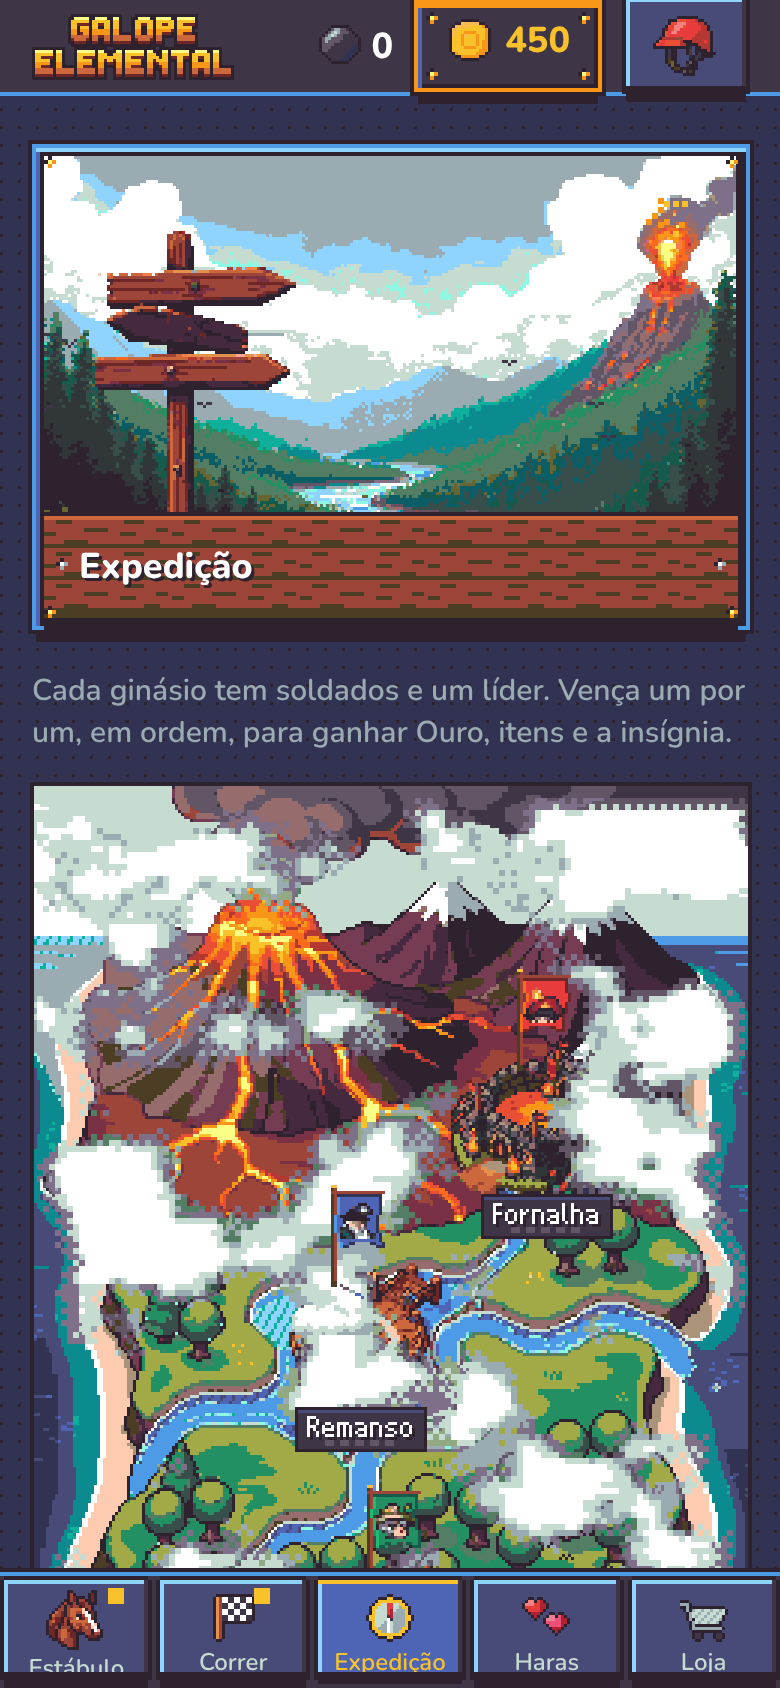 GALOPE
ELEMENTAL
0
450
Expedição
Cada ginásio tem soldados e um líder. Vença um por
um, em ordem, para ganhar Ouro, itens e a insígnia.
Fornalha
Remanso
Estábulo
Correr
Expedição
Haras
Loja